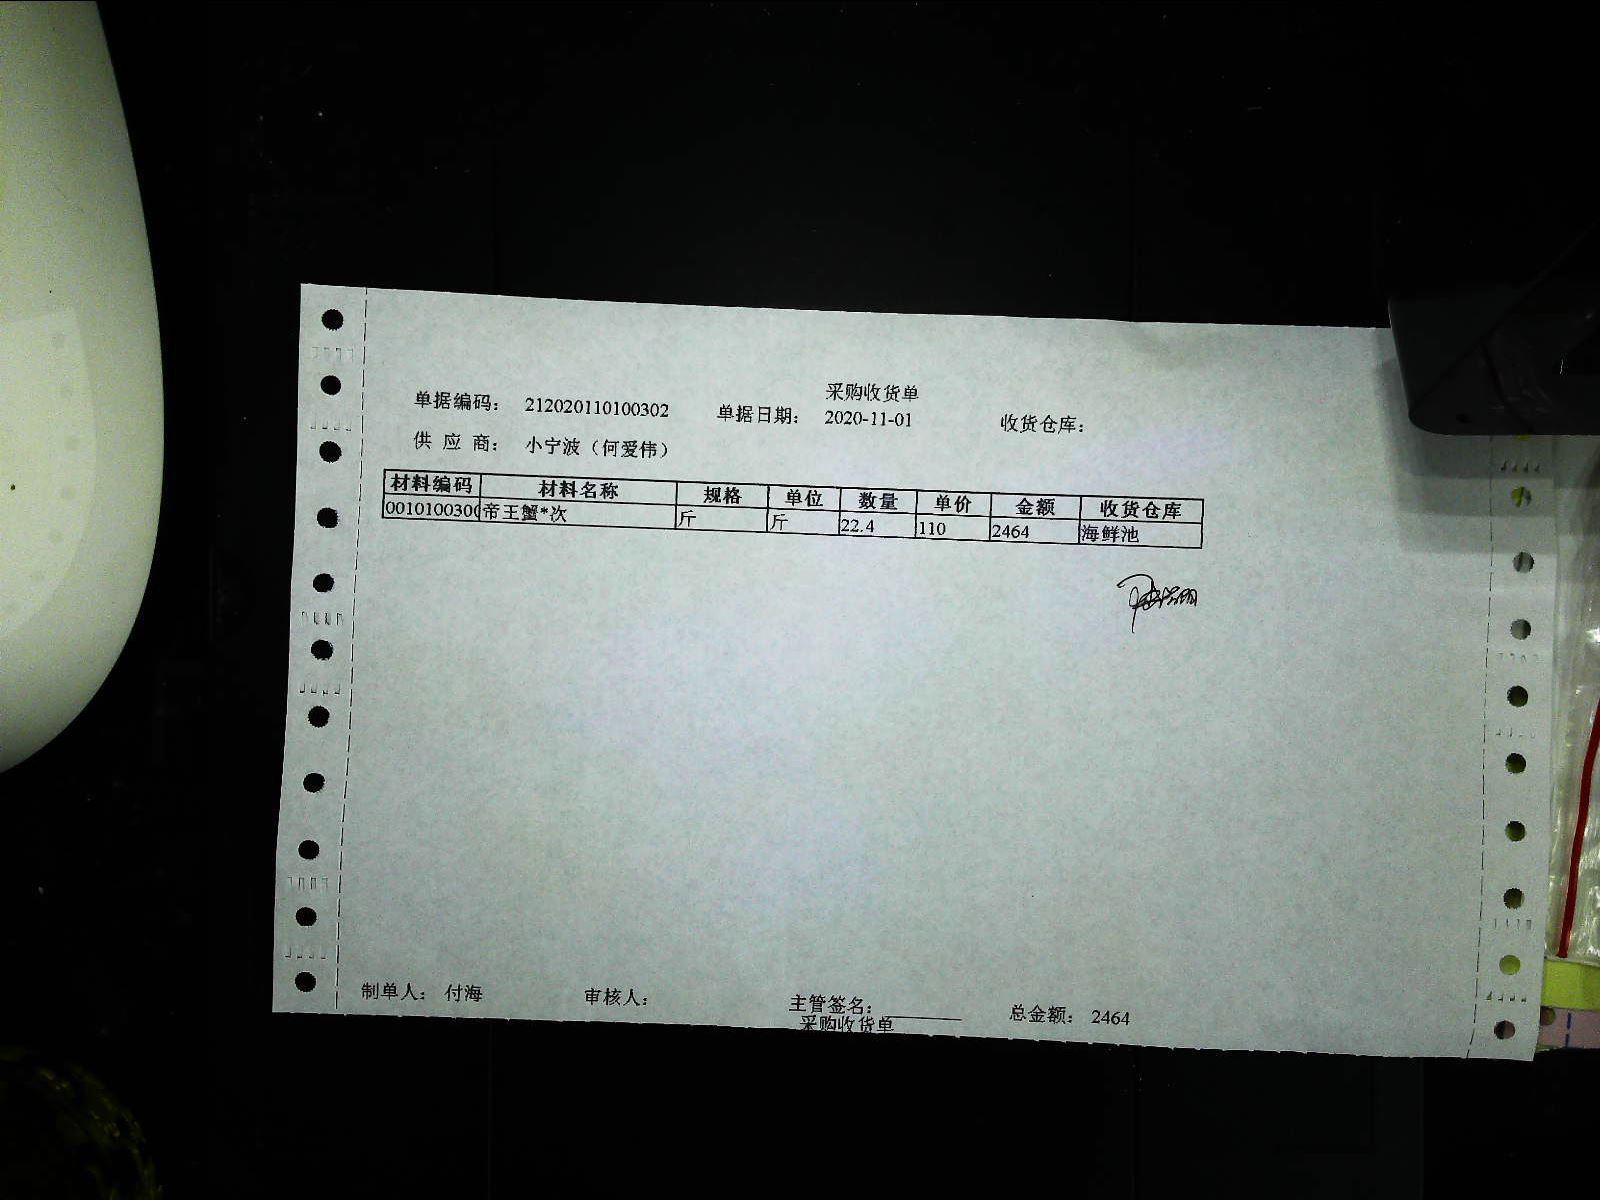 采购收货单
单据编码： 212020110100302 单据日期： 2020-11-01 收货仓库：
供 应 商： 小宁波（何爱伟）
材料编码 材料名称 规格 单位 数量 单价 金额 收货仓库
0010100300 帝王蟹*次 斤 斤 22.4 110 2464 海鲜池
制单人： 付海 审核人： 主管签名： 总金额： 2464
采购收货单